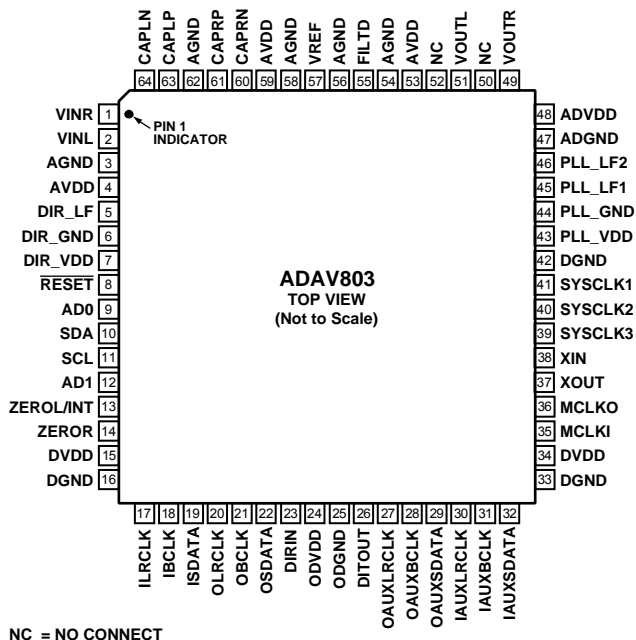 CAPLN
CAPLP
AGND
CAPRP
CAPRN
AVDD
AGND
VREF
AGND
FILTD
AGND
AVDD
NC
VOUTL
NC
VOUTR
64 63 62 61 60 59 58 57 56 55 54 53 52 51 50 49
VINR 1
VINL 2
AGND 3
AVDD 4
DIR_LF 5
DIR_GND 6
DIR_VDD 7
RESET 8
AD0 9
SDA 10
SCL 11
AD1 12
ZEROL/INT 13
ZEROR 14
DVDD 15
DGND 16
PIN 1
INDICATOR
ADAV803
TOP VIEW
(Not to Scale)
48 ADVDD
47 ADGND
46 PLL_LF2
45 PLL_LF1
44 PLL_GND
43 PLL_VDD
42 DGND
41 SYSCLK1
40 SYSCLK2
39 SYSCLK3
38 XIN
37 XOUT
36 MCLKO
35 MCLKI
34 DVDD
33 DGND
17 18 19 20 21 22 23 24 25 26 27 28 29 30 31 32
ILRCLK
IBCLK
ISDATA
OLRCLK
OBCLK
OSDATA
DIRIN
ODVDD
ODGND
DITOUT
OAUXLRCLK
OAUXBCLK
OAUXSDATA
IAUXLRCLK
IAUXBCLK
IAUXSDATA
NC = NO CONNECT